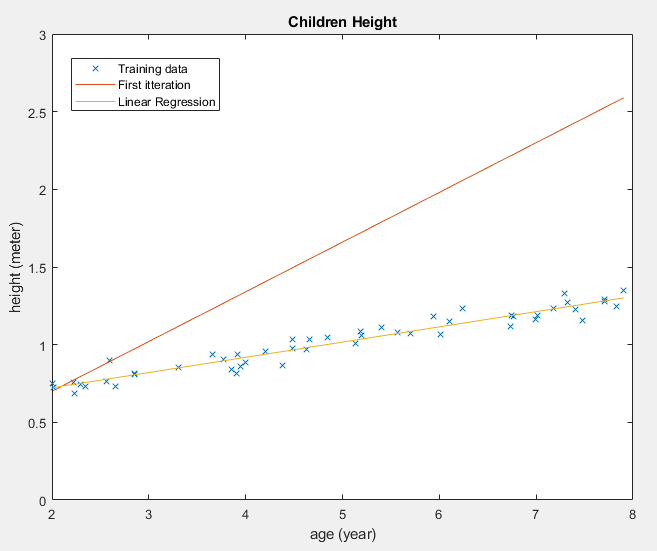 Children Height
3
Training data
First itteration
Linear Regression
2.5
2
1.5
1
0.5
0
height (meter)
2 3 4 5 6 7 8
age (year)